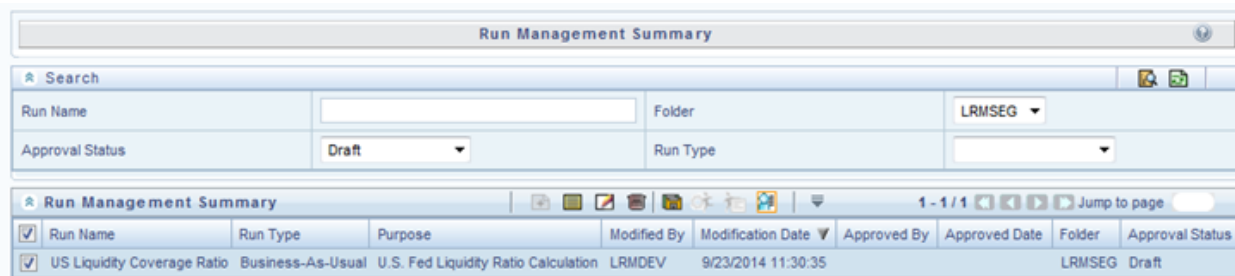 Run Management Summary
Search
Run Name Folder LRMSEG
Approval Status Draft Run Type
Run Management Summary 1 - 1 / 1 Jump to page
Run Name Run Type Purpose Modified By Modification Date Approved By Approved Date Folder Approval Status
US Liquidity Coverage Ratio Business-As-Usual U.S. Fed Liquidity Ratio Calculation LRMDEV 9/23/2014 11:30:35 LRMSEG Draft